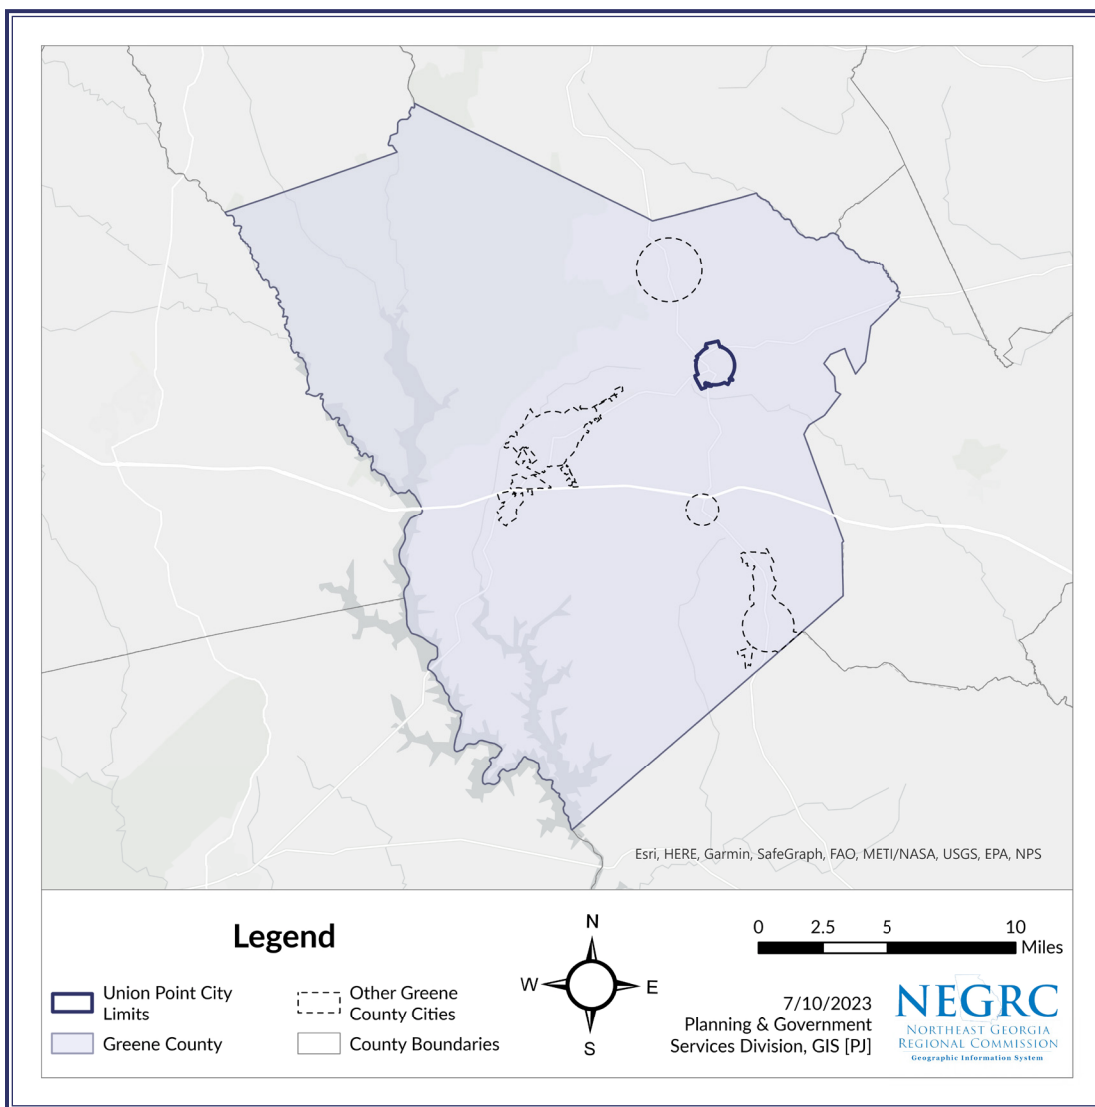 Esri, HERE, Garmin, SafeGraph, FAO, METI/NASA, USGS, EPA, NPS
Legend
Union Point City
Limits
Greene County
Other Greene
County Cities
County Boundaries
N
W
E
S
0 2.5 5 10
Miles
7/10/2023
Planning & Government
Services Division, GIS [PJ]
NEGRC
NORTHEAST GEORGIA
REGIONAL COMMISSION
Geographic Information System